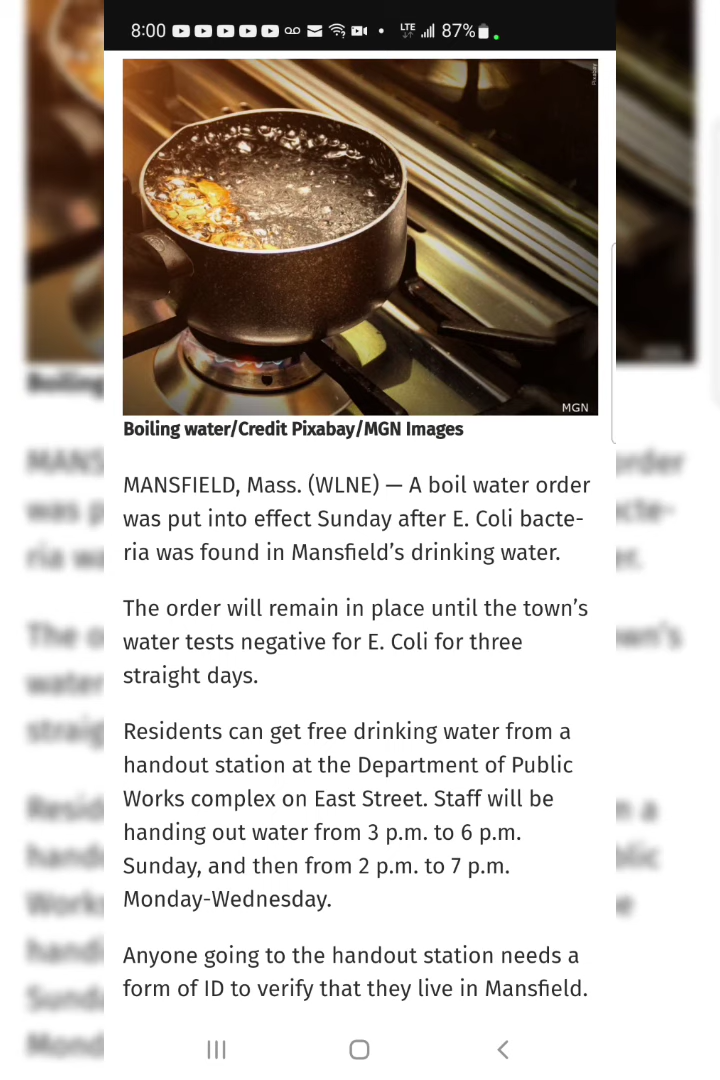 8:00 LTE 87%
Pixabay
MGN
Boiling water/Credit Pixabay/MGN Images
MANSFIELD, Mass. (WLNE) — A boil water order
was put into effect Sunday after E. Coli bacte-
ria was found in Mansfield’s drinking water.
The order will remain in place until the town’s
water tests negative for E. Coli for three
straight days.
Residents can get free drinking water from a
handout station at the Department of Public
Works complex on East Street. Staff will be
handing out water from 3 p.m. to 6 p.m.
Sunday, and then from 2 p.m. to 7 p.m.
Monday-Wednesday.
Anyone going to the handout station needs a
form of ID to verify that they live in Mansfield.